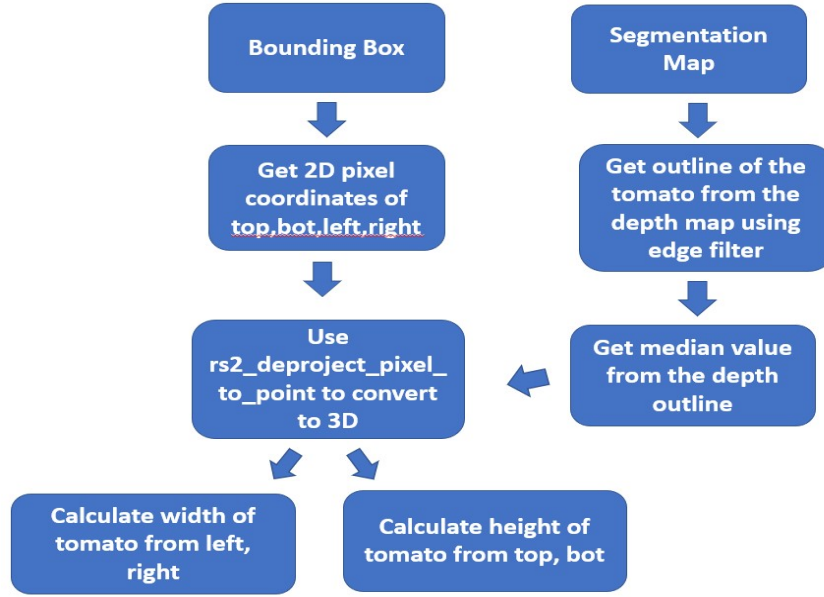 Bounding Box
Segmentation
Map
Get 2D pixel
coordinates of
top,bot,left,right
Get outline of the
tomato from the
depth map using
edge filter
Use
rs2_deproject_pixel_
to_point to convert
to 3D
Get median value
from the depth
outline
Calculate width of
tomato from left,
right
Calculate height of
tomato from top, bot